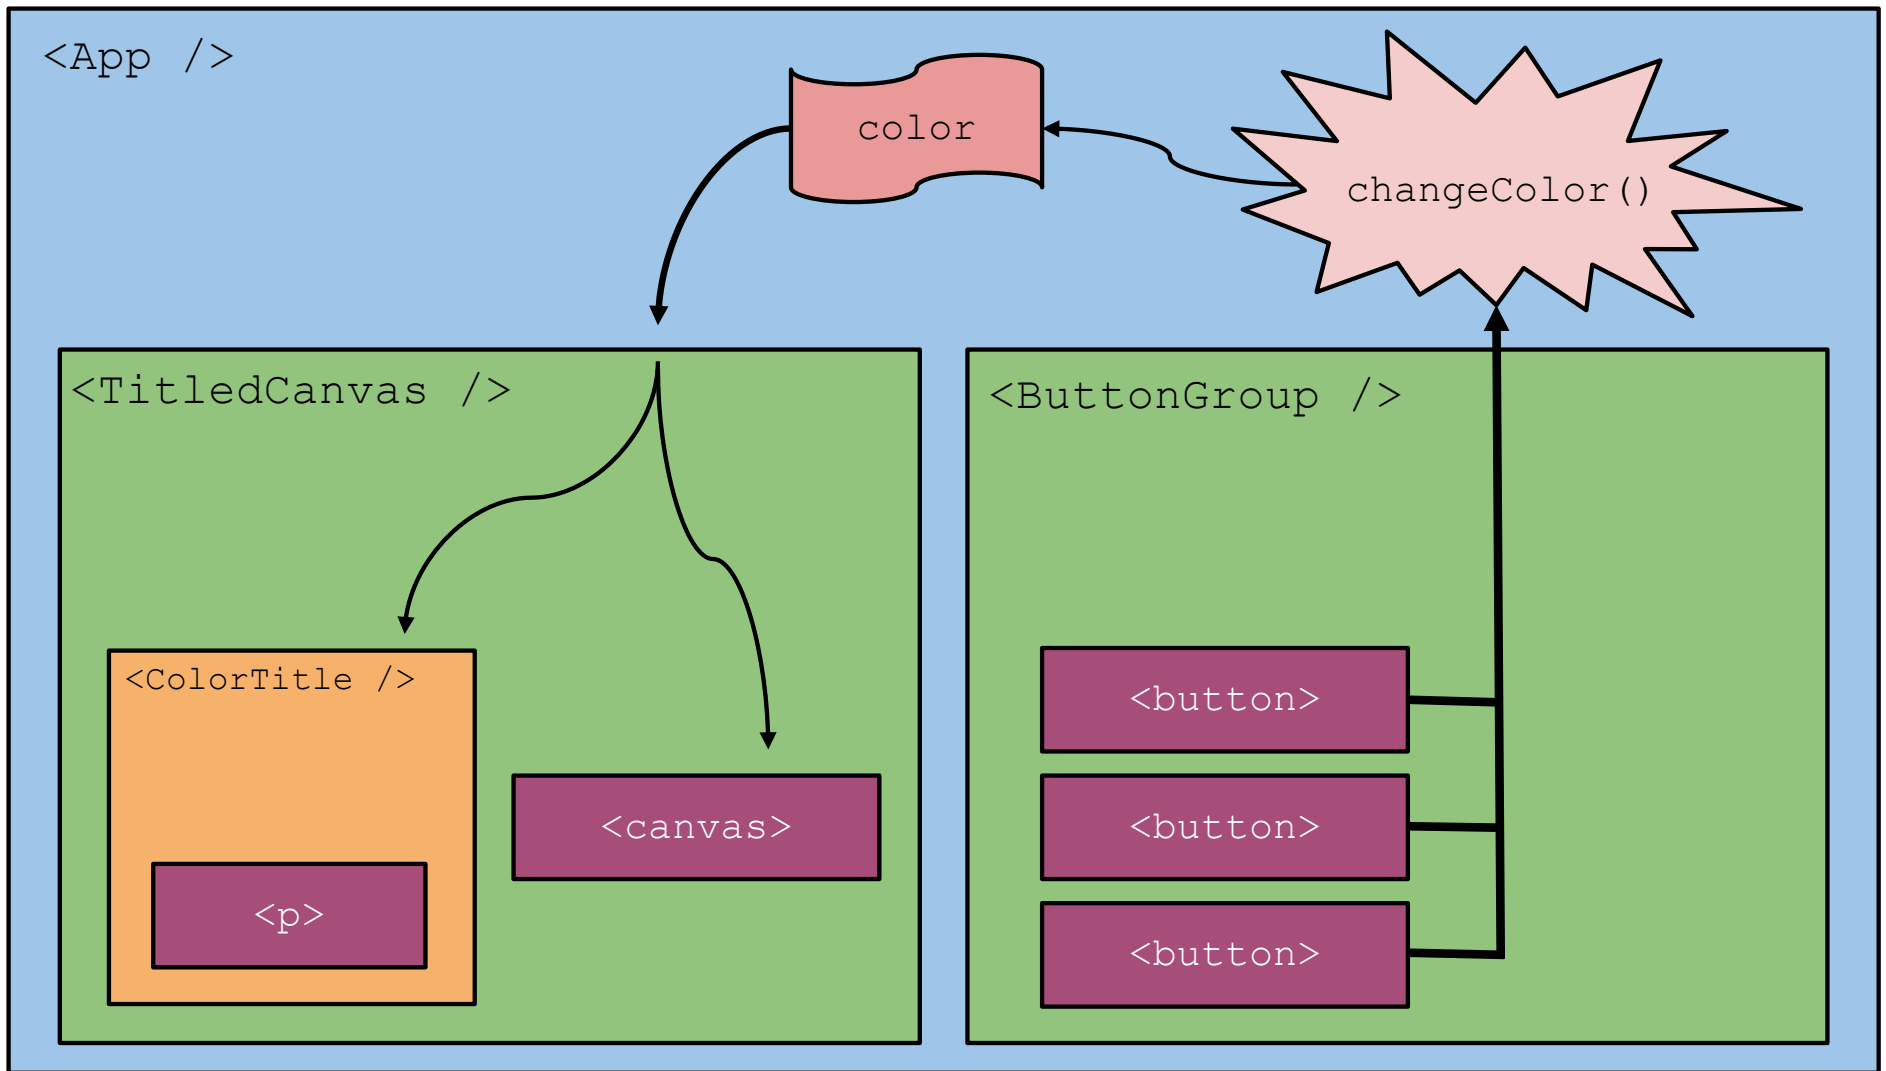 <App />
color
changeColor()
<TitledCanvas />
<ButtonGroup />
<ColorTitle />
<p>
<canvas>
<button>
<button>
<button>